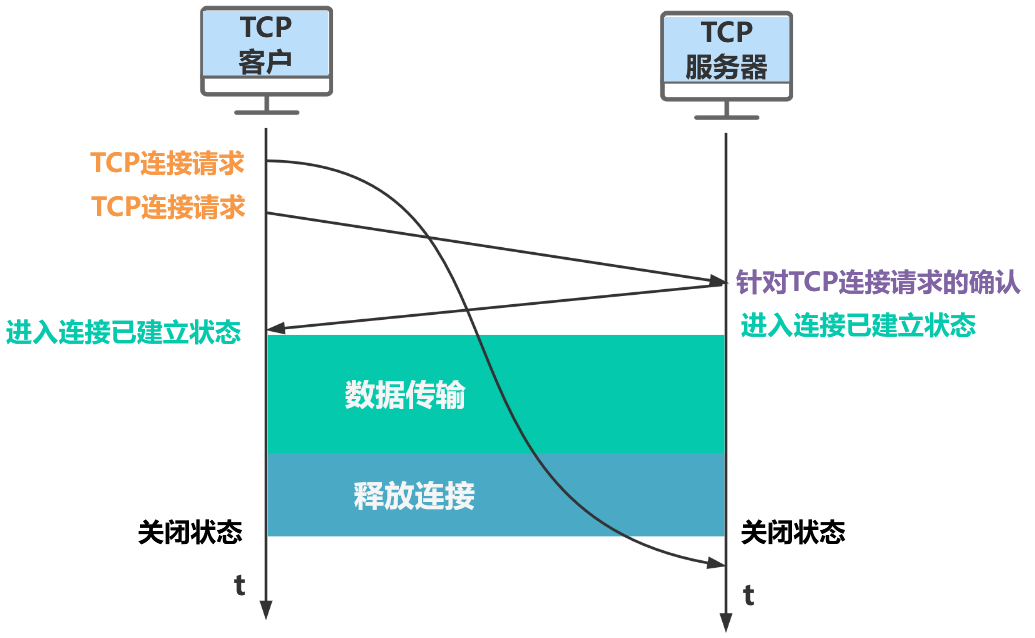 TCP
客户
TCP
服务器
TCP连接请求
TCP连接请求
针对TCP连接请求的确认
进入连接已建立状态
进入连接已建立状态
数据传输
释放连接
关闭状态
关闭状态
t
t